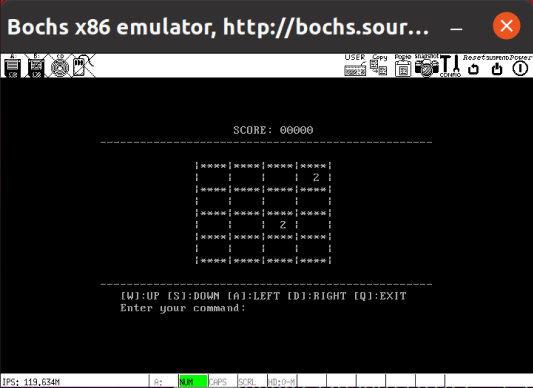 Bochs x86 emulator, http://bochs.sour...
A: B: CD USER Copy Paste snapshot CONFIG Reset SUSPEND Power
SCORE: 00000
------------------------------------------------
¦****¦****¦****¦****¦
¦ ¦ ¦ ¦ 2 ¦
¦****¦****¦****¦****¦
¦ ¦ ¦ ¦ ¦
¦****¦****¦****¦****¦
¦ ¦ ¦ 2 ¦ ¦
¦****¦****¦****¦****¦
¦ ¦ ¦ ¦ ¦
¦****¦****¦****¦****¦
------------------------------------------------
[W]:UP [S]:DOWN [A]:LEFT [D]:RIGHT [Q]:EXIT
Enter your command:
IPS: 119,634M A: NUM CAPS SCRL HD:0-M